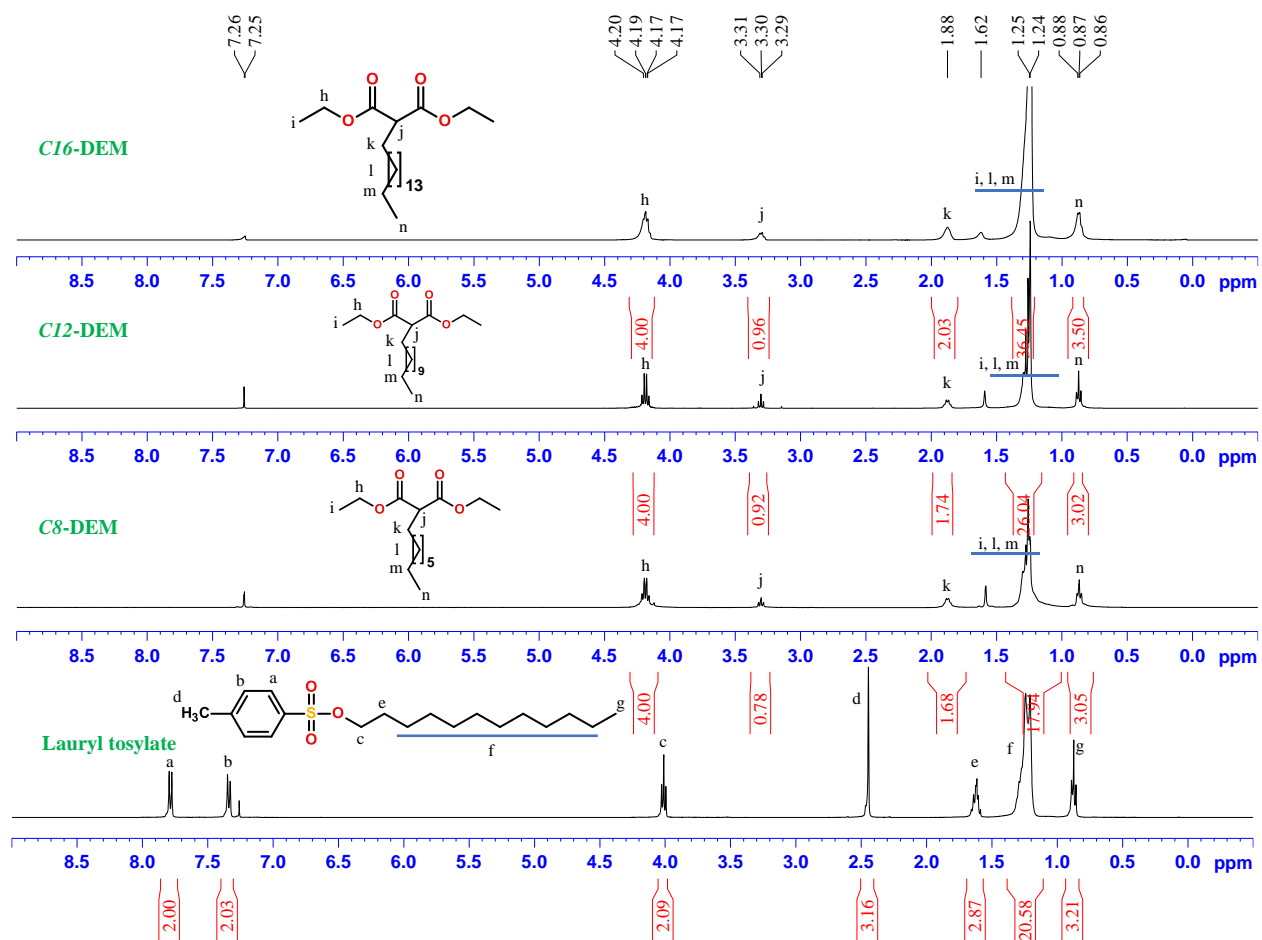 7.26 7.25 4.20 4.19 4.17 4.17 3.31 3.30 3.29 1.88 1.62 1.25 1.24 0.88 0.87 0.86
C16-DEM
O O
h
i O O
j
k
l
13
m
n
h j k i, l, m n
8.5 8.0 7.5 7.0 6.5 6.0 5.5 5.0 4.5 4.0 3.5 3.0 2.5 2.0 1.5 1.0 0.5 0.0 ppm
4.00 0.96 2.03 36.45 3.50
C12-DEM
O O
h
i O O
j
k
l
9
m
n
h j k i, l, m n
8.5 8.0 7.5 7.0 6.5 6.0 5.5 5.0 4.5 4.0 3.5 3.0 2.5 2.0 1.5 1.0 0.5 0.0 ppm
4.00 0.92 1.74 26.04 3.02
C8-DEM
O O
h
i O O
j
k
l
5
m
n
h j k i, l, m n
8.5 8.0 7.5 7.0 6.5 6.0 5.5 5.0 4.5 4.0 3.5 3.0 2.5 2.0 1.5 1.0 0.5 0.0 ppm
4.00 0.78 1.68 17.94 3.05
Lauryl tosylate
d b a
H3C S O O O
e g
c f
a b c d e f g
8.5 8.0 7.5 7.0 6.5 6.0 5.5 5.0 4.5 4.0 3.5 3.0 2.5 2.0 1.5 1.0 0.5 0.0 ppm
2.00 2.03 2.09 3.16 2.87 20.58 3.21